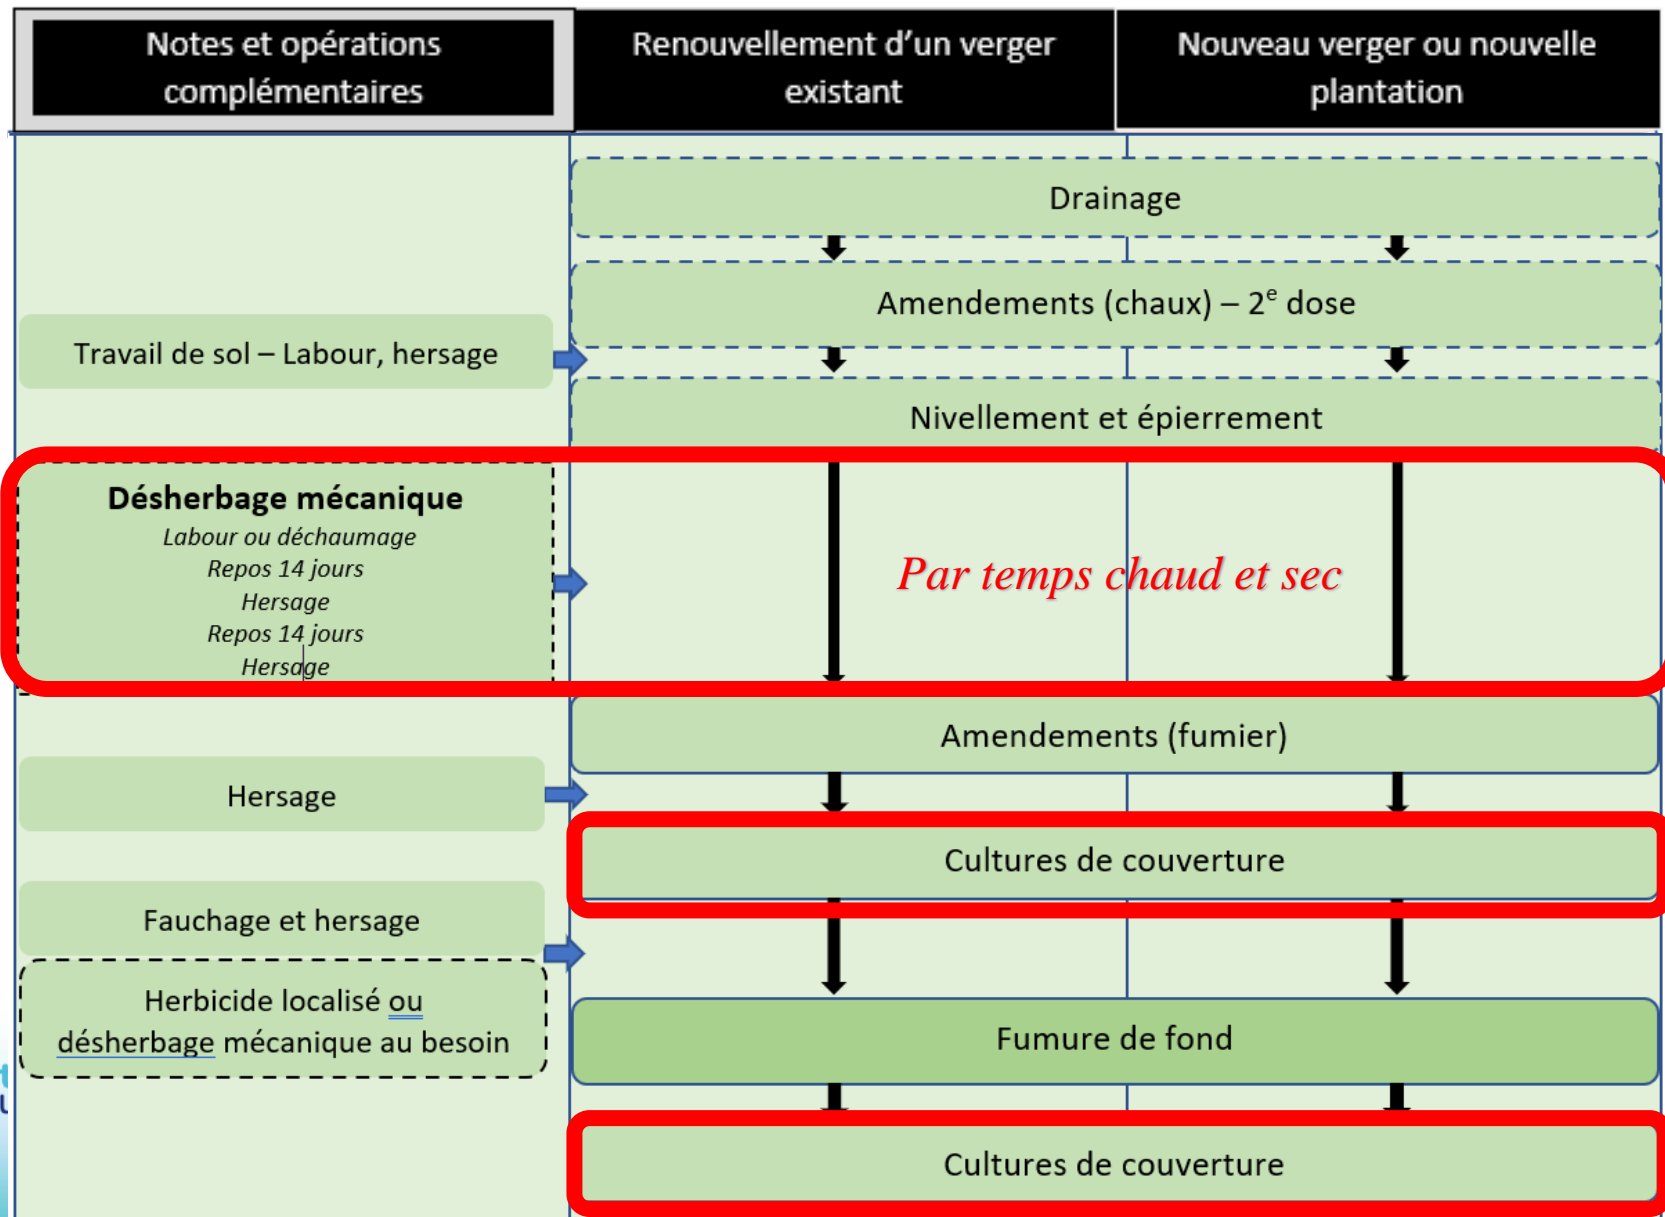 Notes et opérations
complémentaires
Renouvellement d’un verger
existant
Nouveau verger ou nouvelle
plantation
Drainage
Amendements (chaux) – 2e dose
Travail de sol – Labour, hersage
Nivellement et épierrement
Désherbage mécanique
Labour ou déchaumage
Repos 14 jours
Hersage
Repos 14 jours
Hersage
Par temps chaud et sec
Amendements (fumier)
Hersage
Cultures de couverture
Fauchage et hersage
Herbicide localisé ou
désherbage mécanique au besoin
Fumure de fond
Cultures de couverture